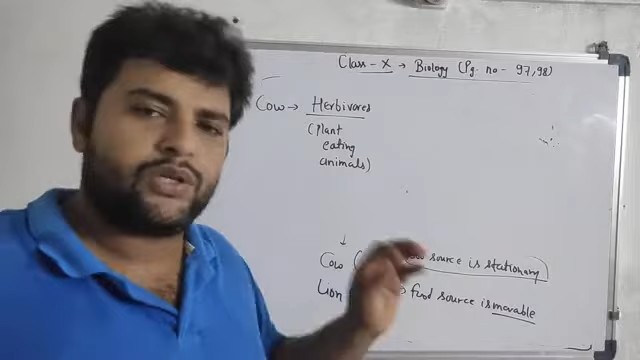 Class - X → Biology (Pg. no - 97,98)
Cow → Herbivores
(Plant
eating
animals)
↓
Cow ( source is stationary)
Lion food source is movable